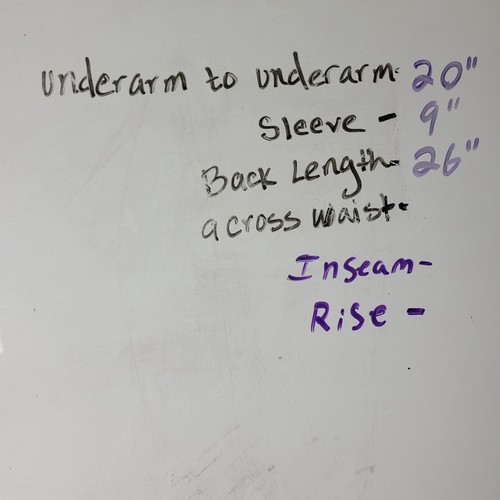 underarm to underarm- 20"
Sleeve - 9"
Back Length- 26"
across waist-
Inseam-
Rise -